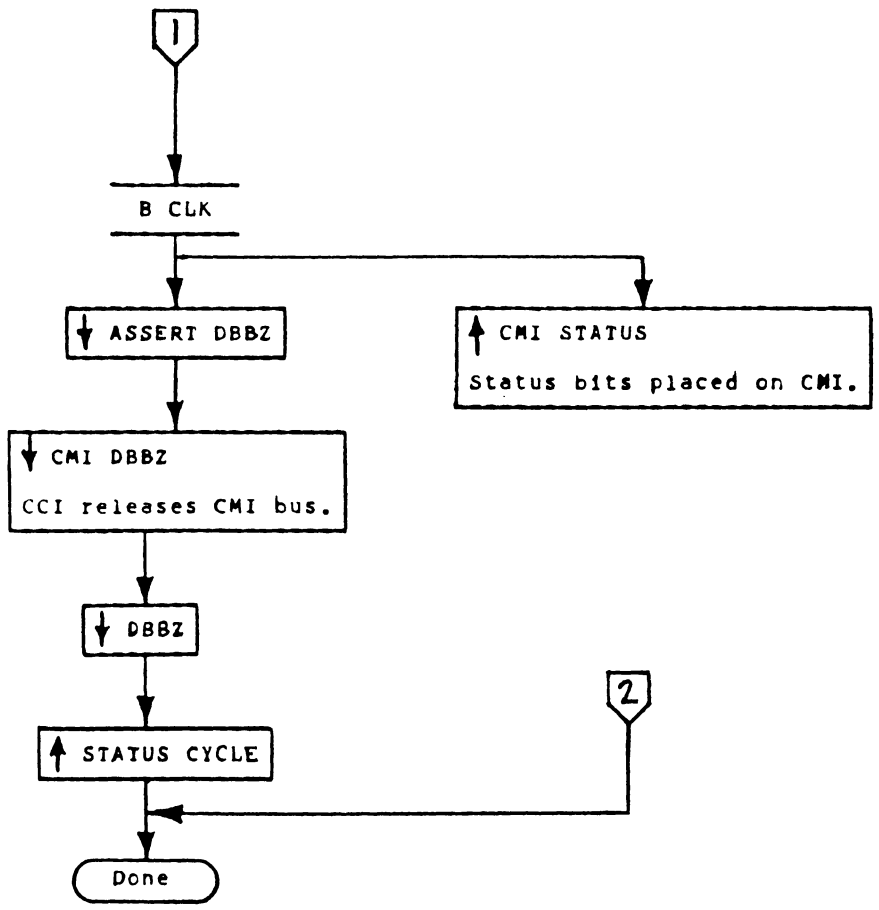 1
B CLK
↓ ASSERT DBBZ
↑ CMI STATUS
Status bits placed on CMI.
↓ CMI DBBZ
CCI releases CMI bus.
↓ DBBZ
2
↑ STATUS CYCLE
Done